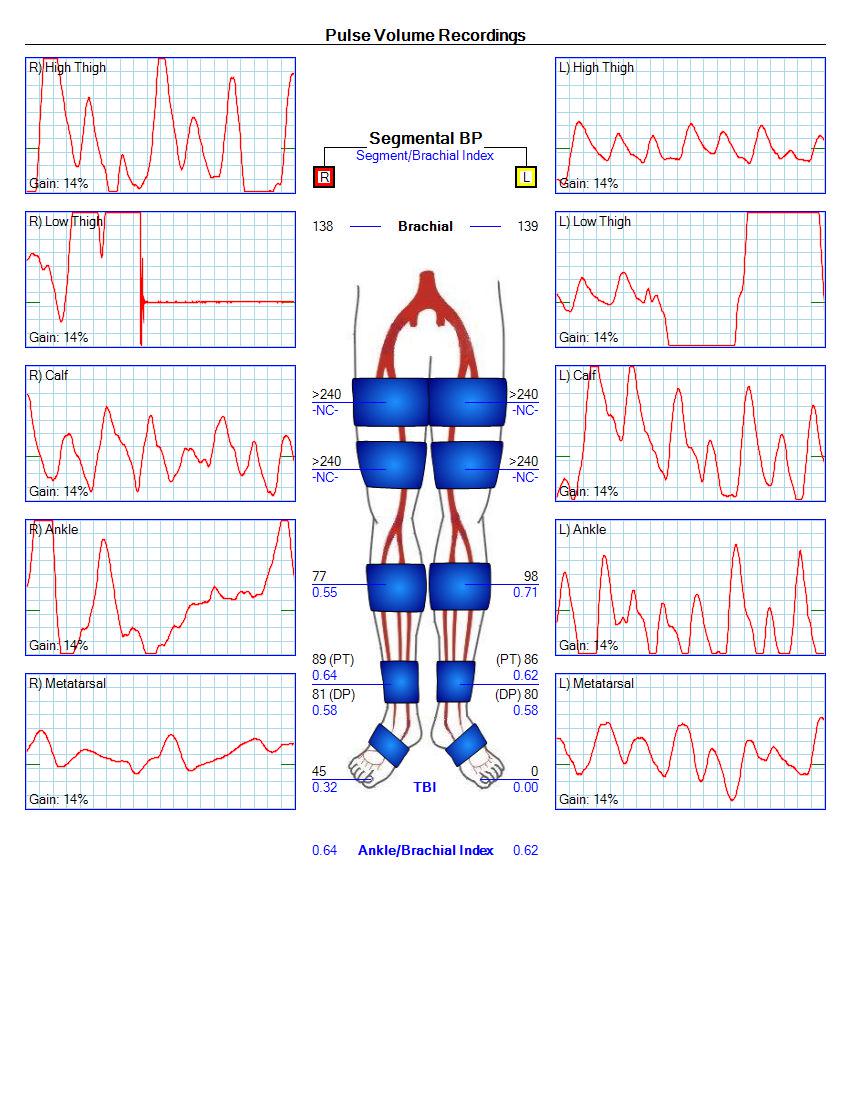 Pulse Volume Recordings
R) High Thigh
Gain: 14%
L) High Thigh
Gain: 14%
Segmental BP
Segment/Brachial Index
R
L
138 Brachial 139
R) Low Thigh
Gain: 14%
L) Low Thigh
Gain: 14%
R) Calf
Gain: 14%
L) Calf
Gain: 14%
>240 >240
-NC- -NC-
>240 >240
-NC- -NC-
R) Ankle
Gain: 14%
L) Ankle
Gain: 14%
77 98
0.55 0.71
89 (PT) (PT) 86
0.64 0.62
81 (DP) (DP) 80
0.58 0.58
R) Metatarsal
Gain: 14%
L) Metatarsal
Gain: 14%
45 0
0.32 TBI 0.00
0.64 Ankle/Brachial Index 0.62